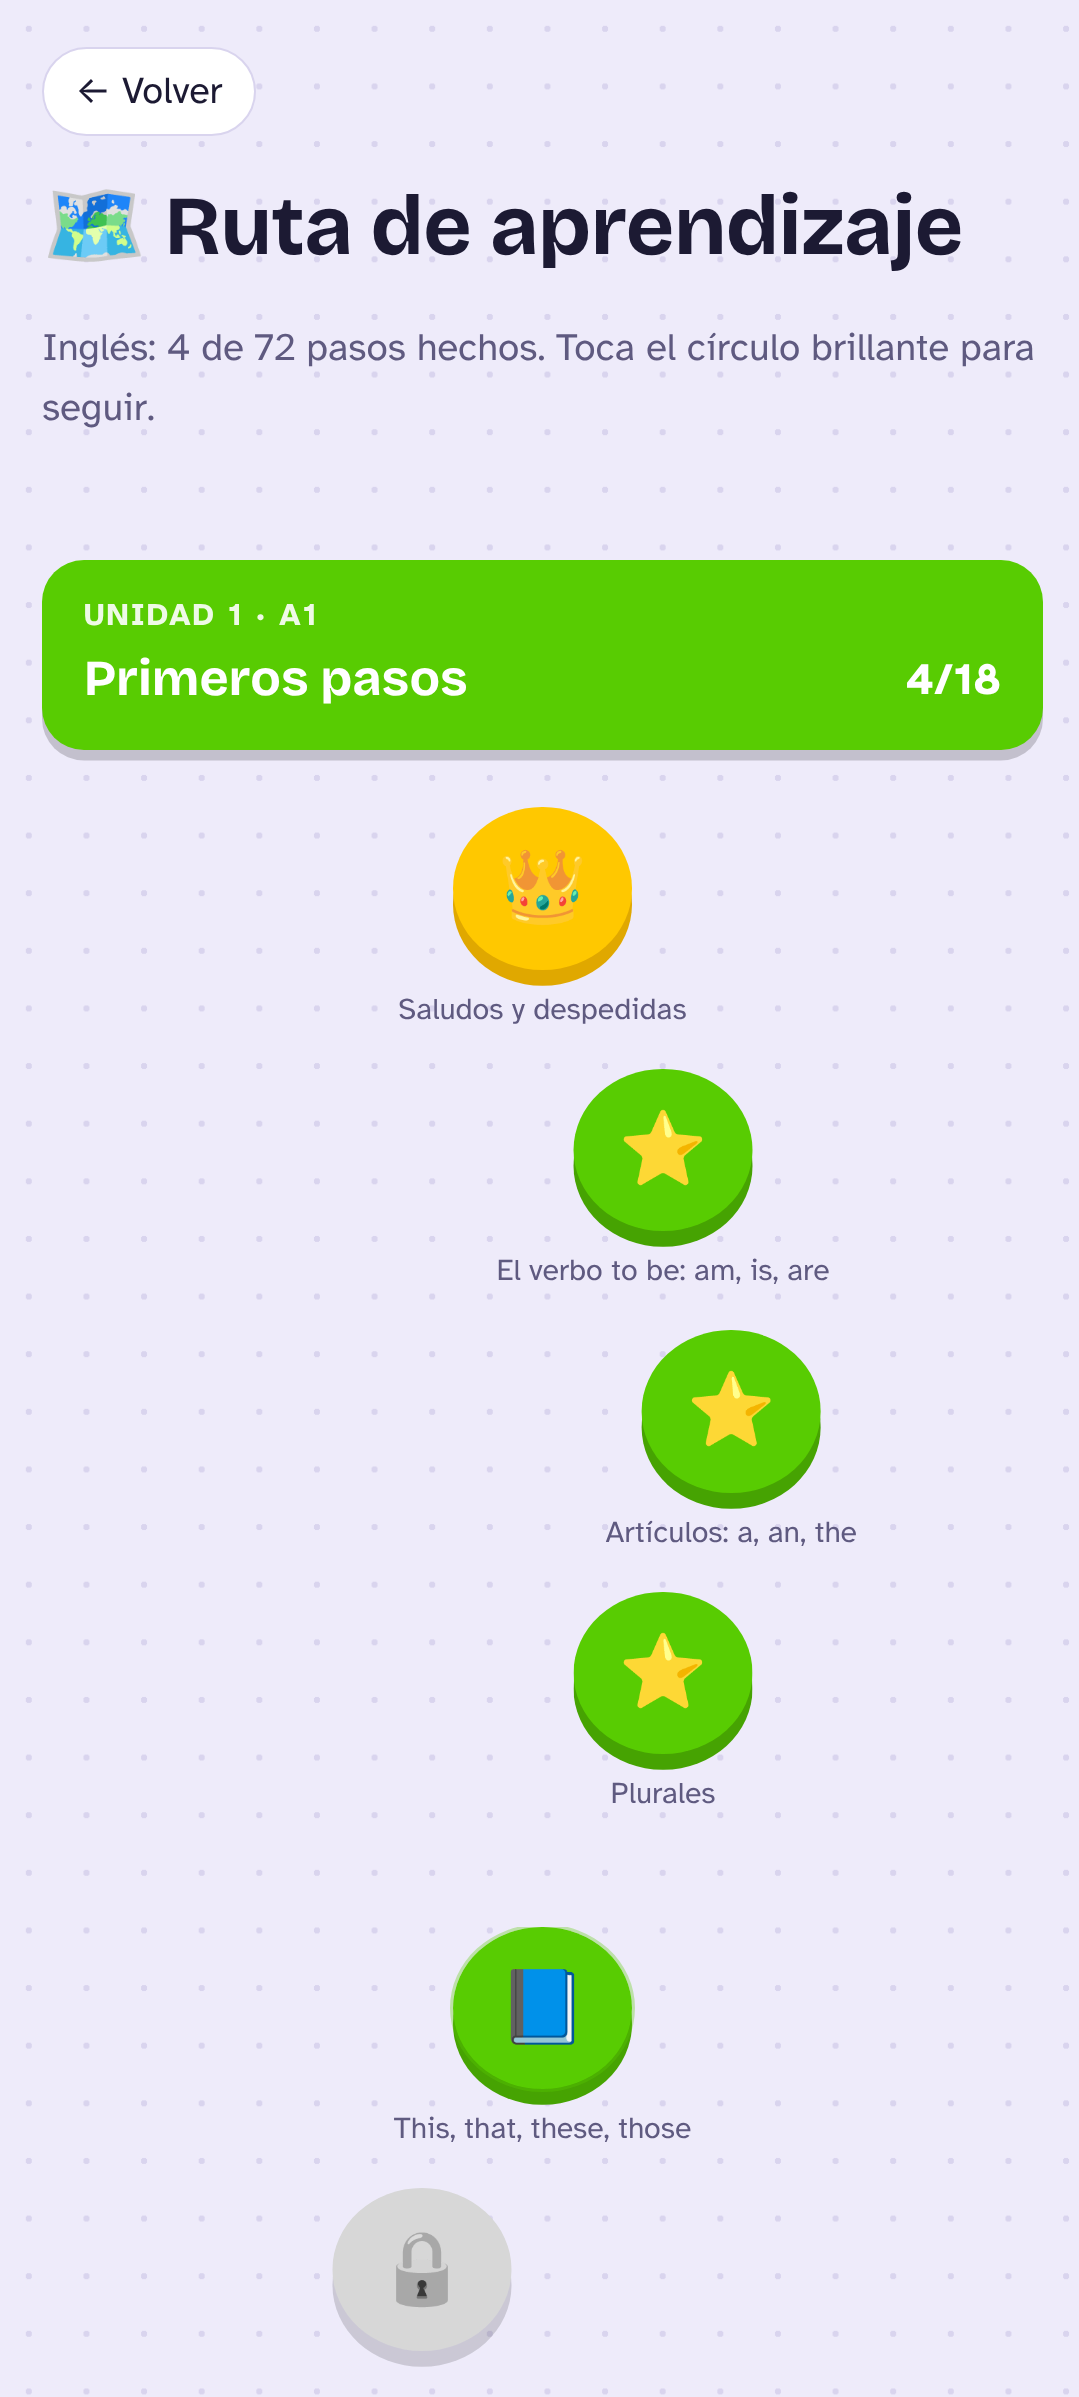 ← Volver
Ruta de aprendizaje
Inglés: 4 de 72 pasos hechos. Toca el círculo brillante para
seguir.
UNIDAD 1 · A1
Primeros pasos
4/18
Saludos y despedidas
El verbo to be: am, is, are
Artículos: a, an, the
Plurales
This, that, these, those